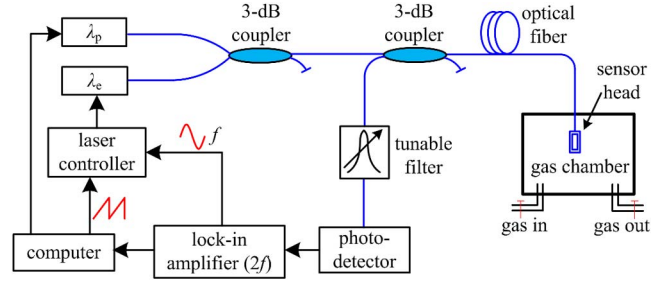 3-dB
coupler
3-dB
coupler
optical
fiber
λp
λe
sensor
head
laser
controller
f
tunable
filter
gas chamber
gas in
gas out
computer
lock-in
amplifier (2f)
photo-
detector